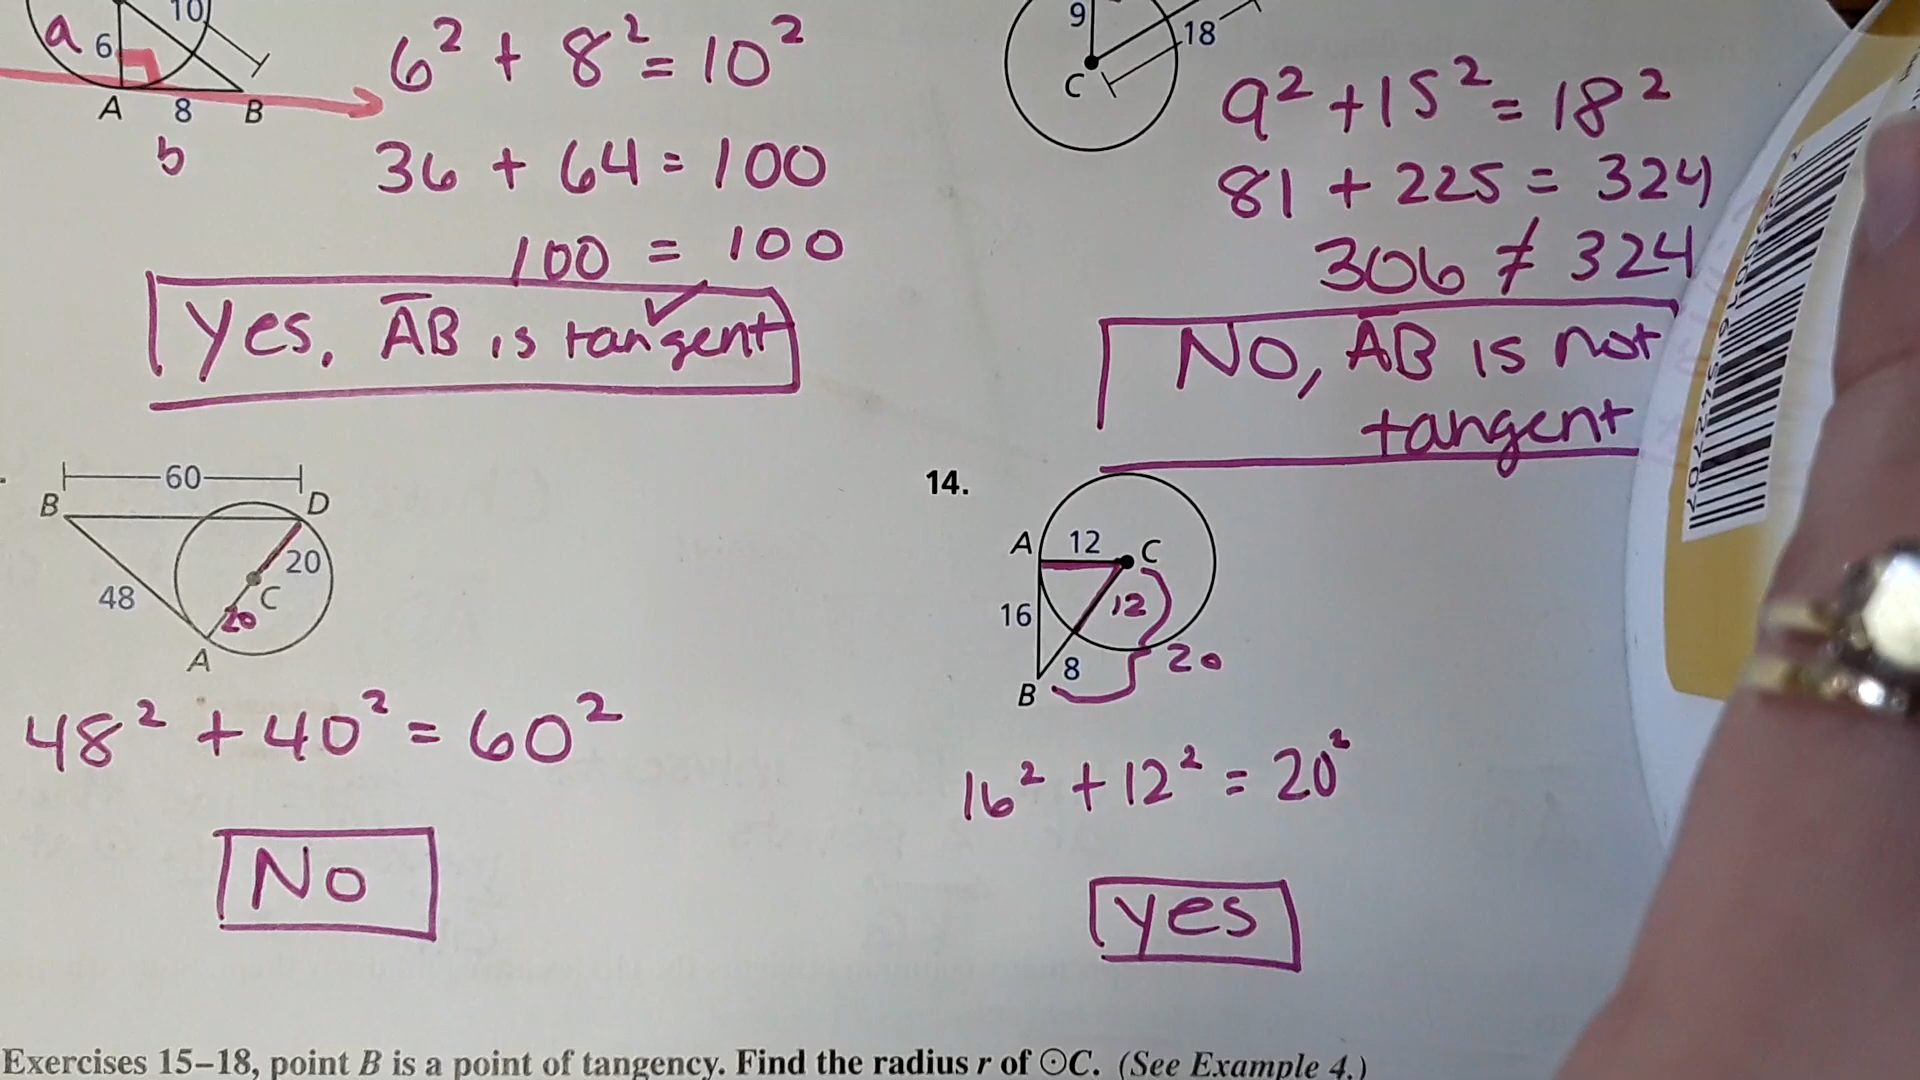 10
a
6
A
8
B
b
6² + 8² = 10²
36 + 64 = 100
100 = 100
Yes. A̅B̅ is tangent
9
18
C
9² + 15² = 18²
81 + 225 = 324
306 ≠ 324
NO, A̅B̅ is not
tangent
60
B
D
20
C
48
20
A
48² + 40² = 60²
No
14.
A
12
C
12
16
20
8
B
16² + 12² = 20²
yes
Exercises 15–18, point B is a point of tangency. Find the radius r of ⊙C. (See Example 4.)